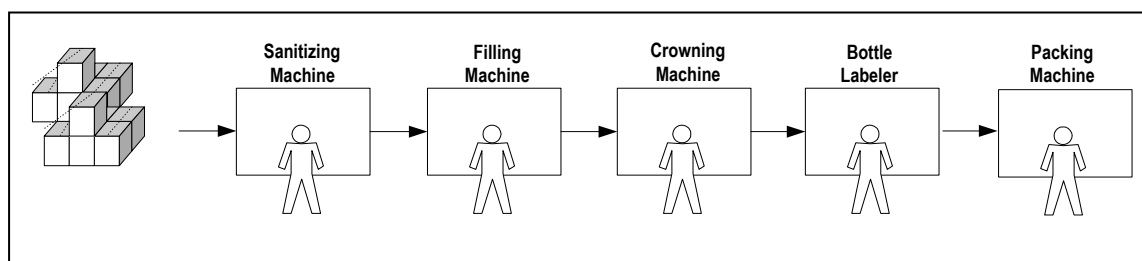 Sanitizing
Machine
Filling
Machine
Crowning
Machine
Bottle
Labeler
Packing
Machine